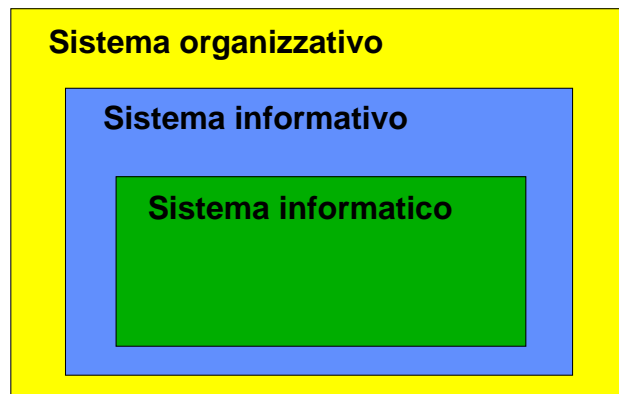 Sistema organizzativo
Sistema informativo
Sistema informatico